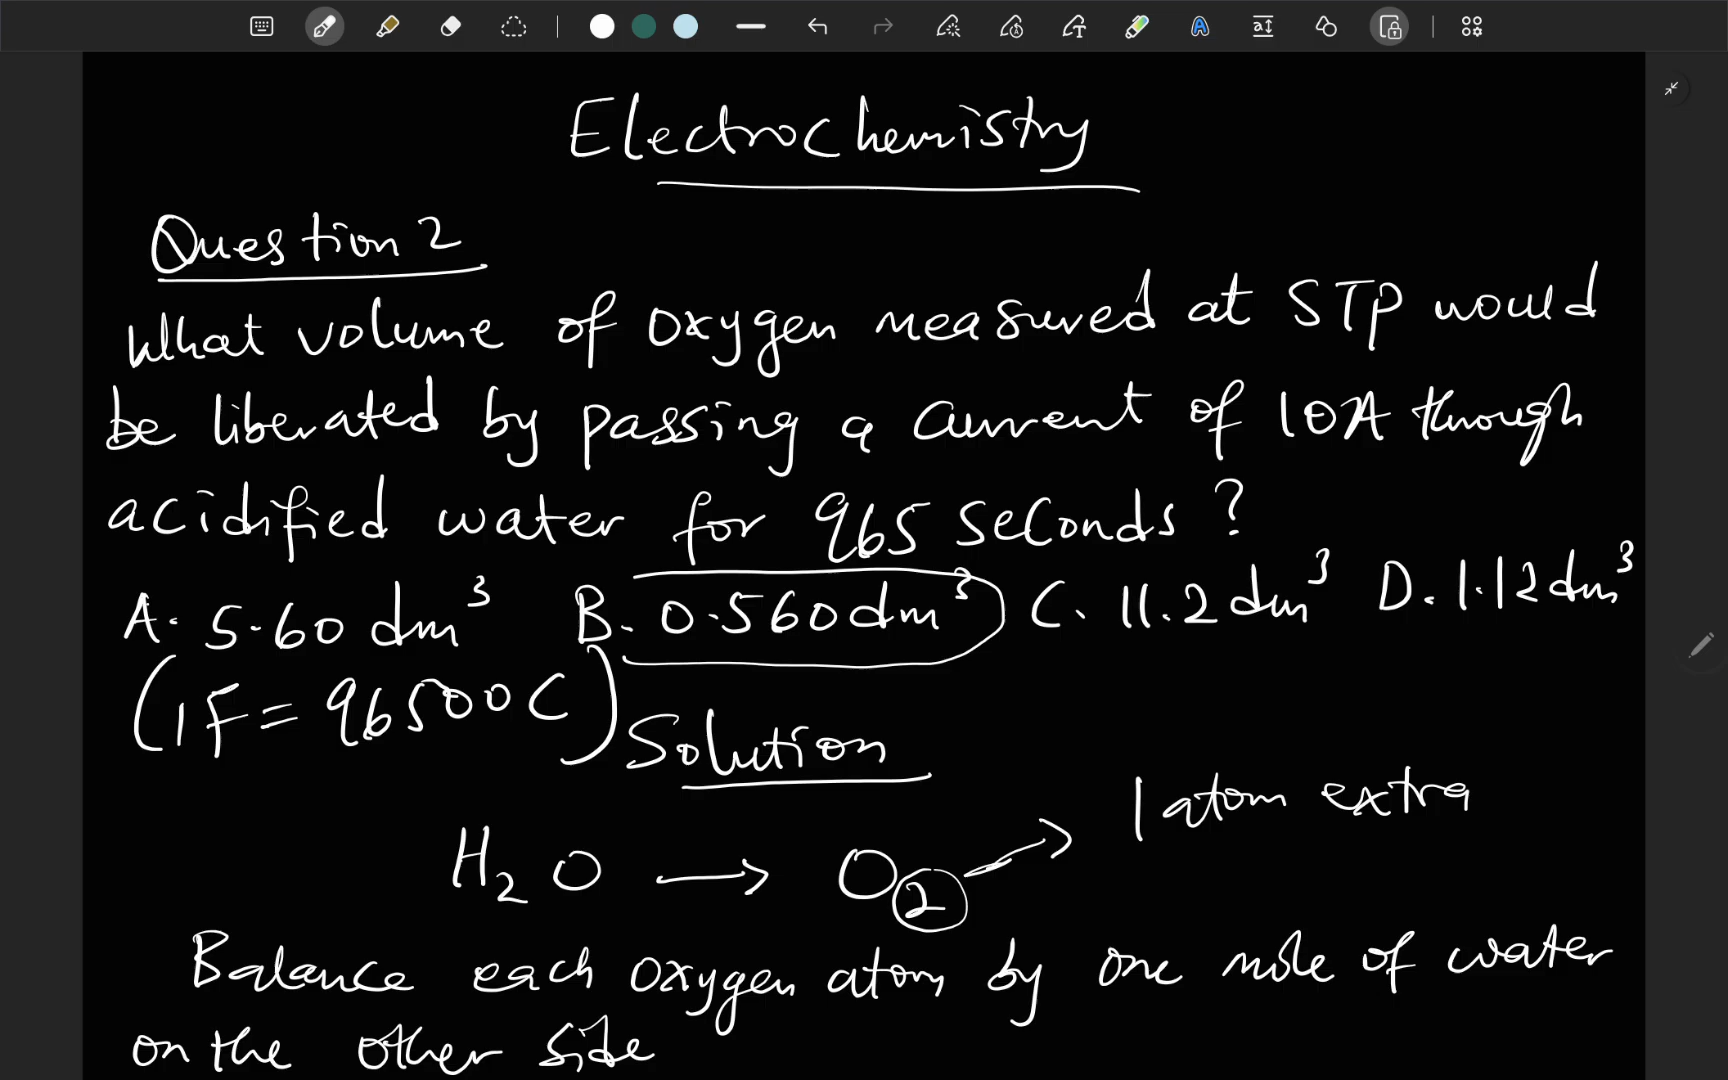 Electrochemistry
Question 2
What volume of oxygen measured at STP would
be liberated by passing a current of 10A through
acidified water for 965 seconds?
A. 5.60 dm³ B. 0.560dm³ C. 11.2 dm³ D. 1.12dm³
(1F = 96500C)
Solution
1 atom extra
H₂O → O₂
Balance each oxygen atom by one mole of water
on the other side